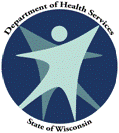 Department of Health Services
State of Wisconsin